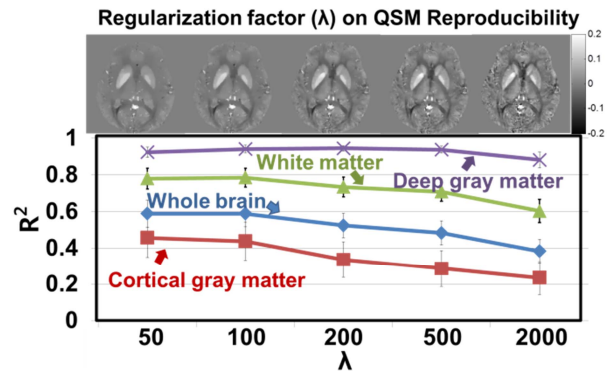 Regularization factor (λ) on QSM Reproducibility
0.2
0.1
0
-0.1
-0.2
1
0.8
0.6
0.4
0.2
0
R²
White matter
Deep gray matter
Whole brain
Cortical gray matter
50 100 200 500 2000
λ